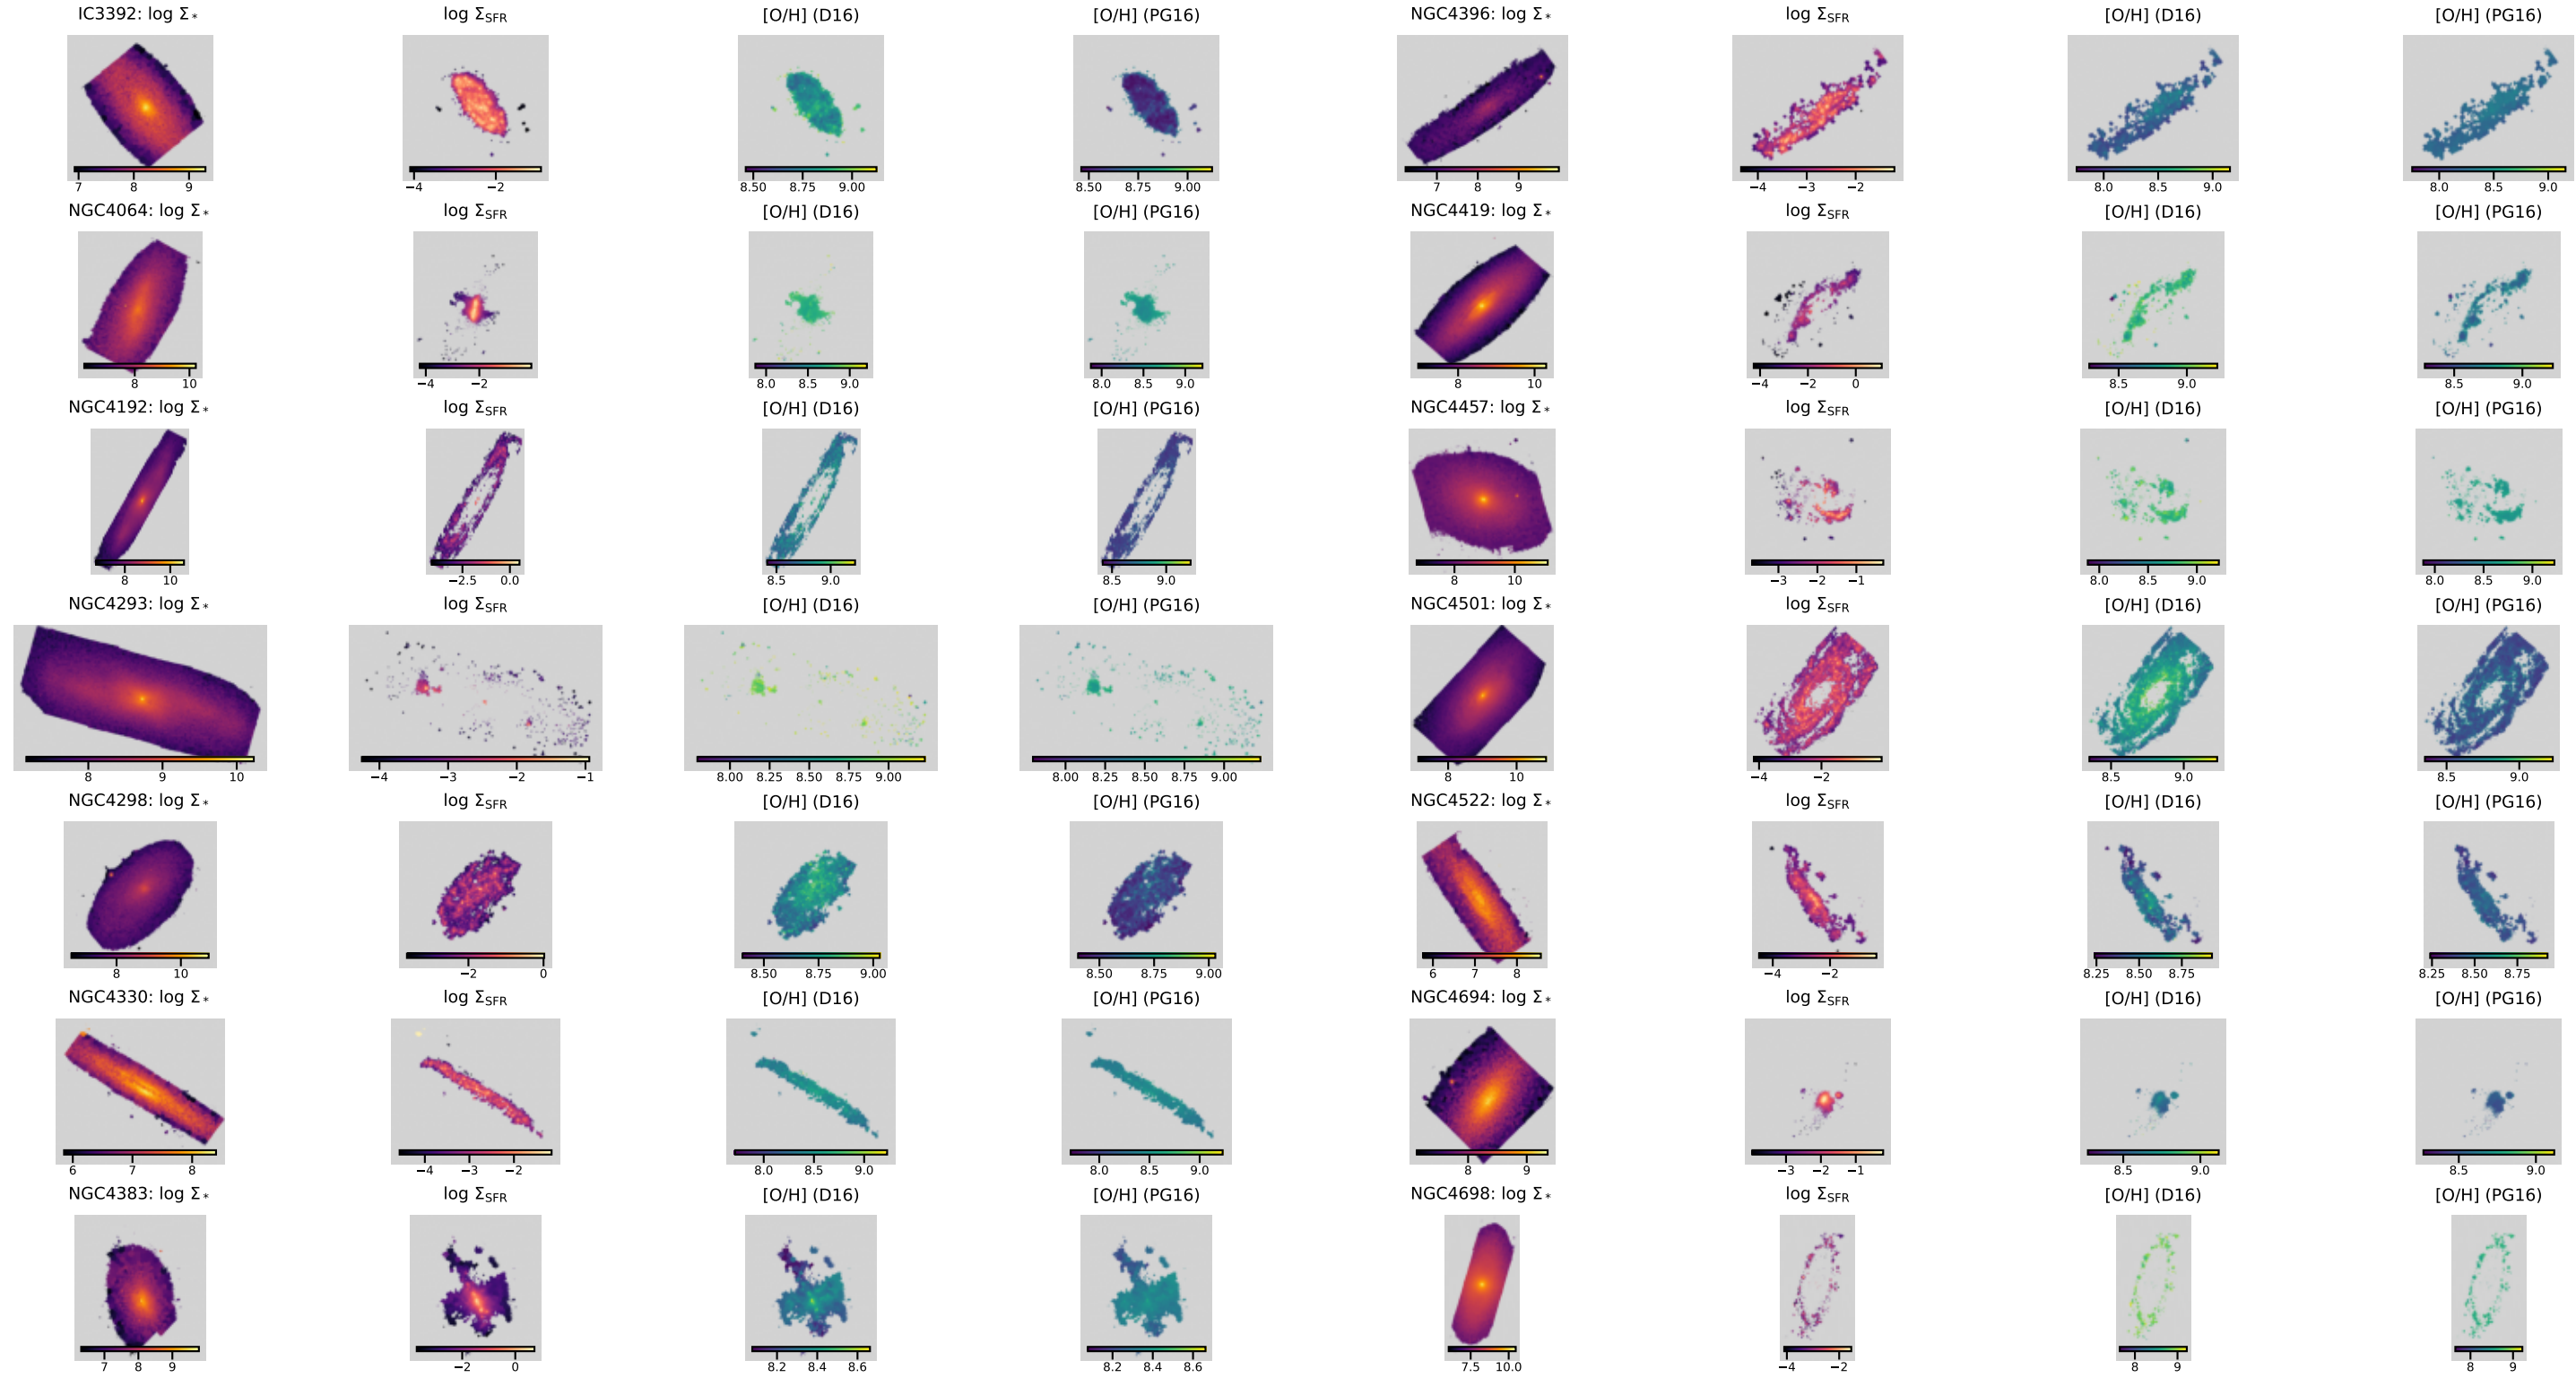 IC3392: log Σ* log ΣSFR [O/H] (D16) [O/H] (PG16) NGC4396: log Σ* log ΣSFR [O/H] (D16) [O/H] (PG16)
7 8 9 −4 −2 8.50 8.75 9.00 8.50 8.75 9.00 7 8 9 −4 −3 −2 8.0 8.5 9.0 8.0 8.5 9.0
NGC4064: log Σ* log ΣSFR [O/H] (D16) [O/H] (PG16) NGC4419: log Σ* log ΣSFR [O/H] (D16) [O/H] (PG16)
8 10 −4 −2 8.0 8.5 9.0 8.0 8.5 9.0 8 10 −4 −2 0 8.5 9.0 8.5 9.0
NGC4192: log Σ* log ΣSFR [O/H] (D16) [O/H] (PG16) NGC4457: log Σ* log ΣSFR [O/H] (D16) [O/H] (PG16)
8 10 −2.5 0.0 8.5 9.0 8.5 9.0 8 10 −3 −2 −1 8.0 8.5 9.0 8.0 8.5 9.0
NGC4293: log Σ* log ΣSFR [O/H] (D16) [O/H] (PG16) NGC4501: log Σ* log ΣSFR [O/H] (D16) [O/H] (PG16)
8 9 10 −4 −3 −2 −1 8.00 8.25 8.50 8.75 9.00 8.00 8.25 8.50 8.75 9.00 8 10 −4 −2 8.5 9.0 8.5 9.0
NGC4298: log Σ* log ΣSFR [O/H] (D16) [O/H] (PG16) NGC4522: log Σ* log ΣSFR [O/H] (D16) [O/H] (PG16)
8 10 −2 0 8.50 8.75 9.00 8.50 8.75 9.00 6 7 8 −4 −2 8.25 8.50 8.75 8.25 8.50 8.75
NGC4330: log Σ* log ΣSFR [O/H] (D16) [O/H] (PG16) NGC4694: log Σ* log ΣSFR [O/H] (D16) [O/H] (PG16)
6 7 8 −4 −3 −2 8.0 8.5 9.0 8.0 8.5 9.0 8 9 −3 −2 −1 8.5 9.0 8.5 9.0
NGC4383: log Σ* log ΣSFR [O/H] (D16) [O/H] (PG16) NGC4698: log Σ* log ΣSFR [O/H] (D16) [O/H] (PG16)
7 8 9 −2 0 8.2 8.4 8.6 8.2 8.4 8.6 7.5 10.0 −4 −2 8 9 8 9